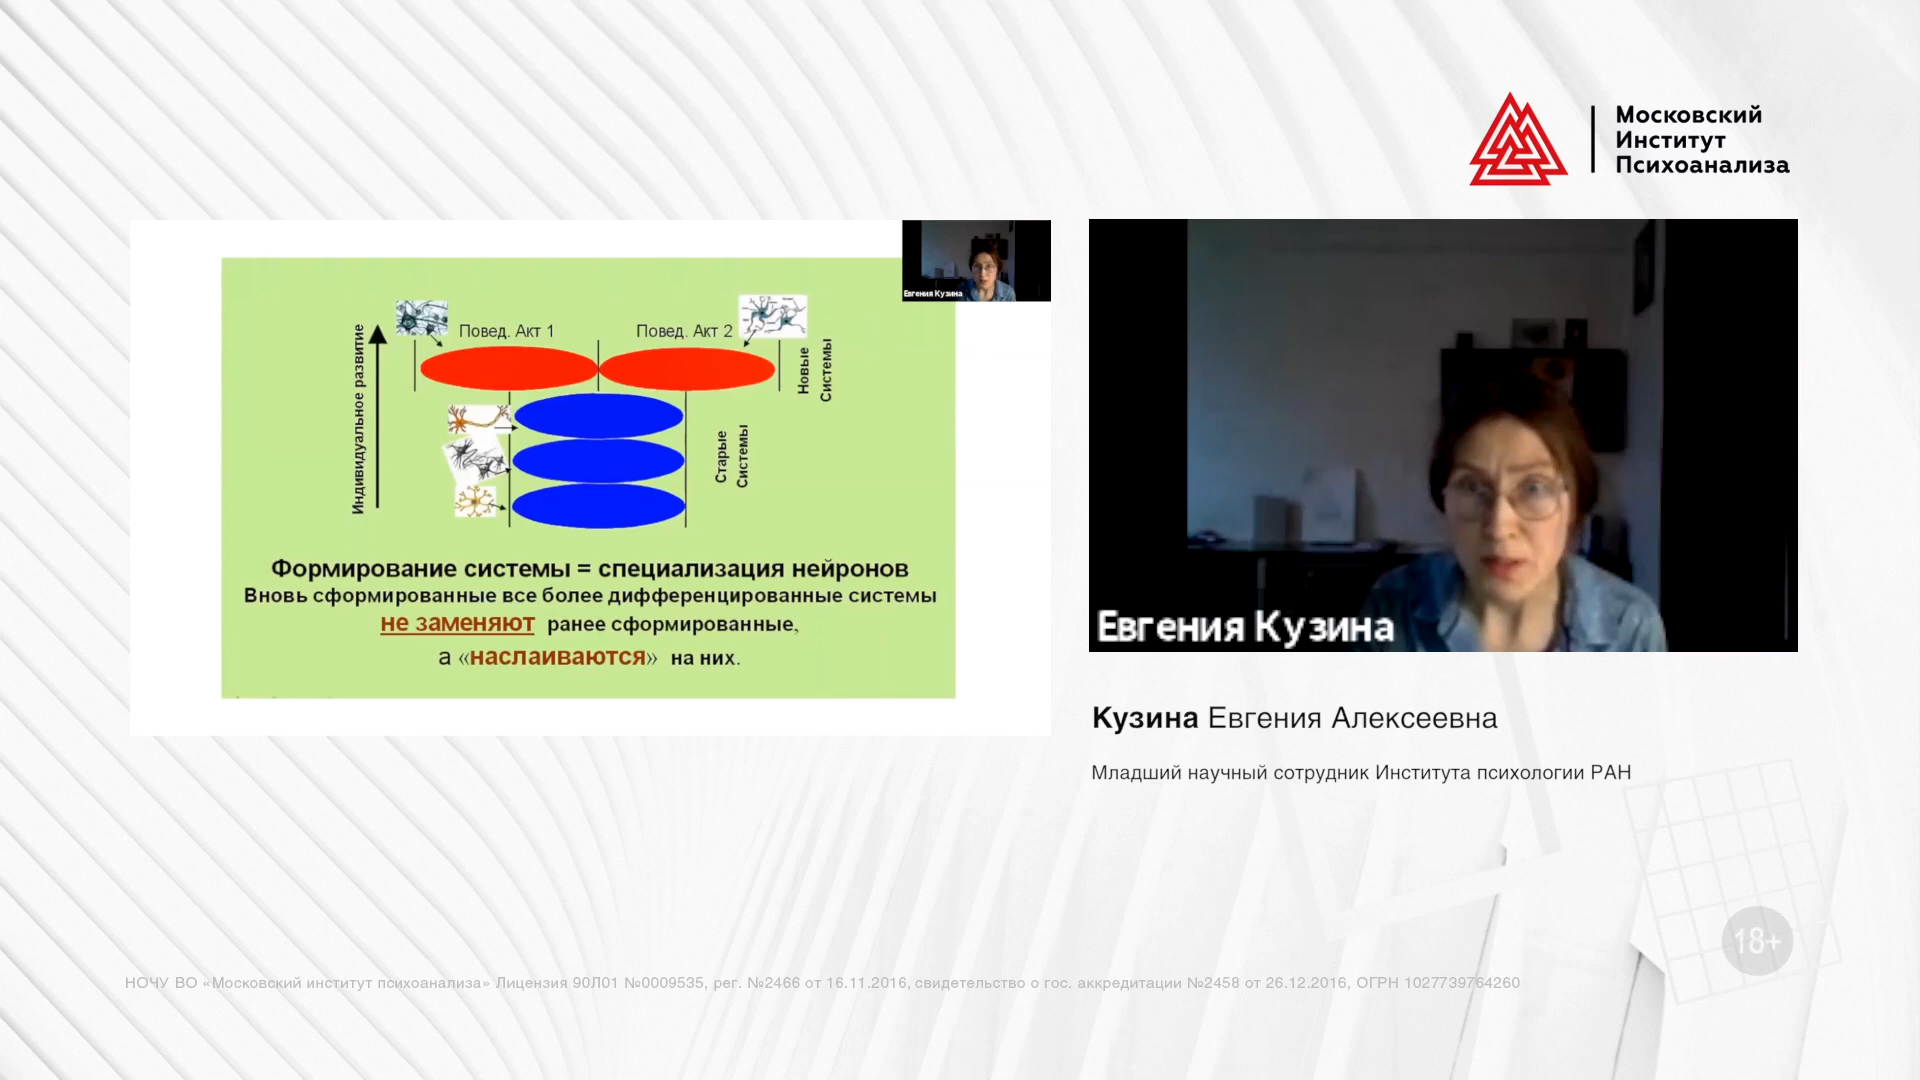 Московский
Институт
Психоанализа
Евгения Кузина
Индивидуальное развитие
Повед. Акт 1
Повед. Акт 2
Новые
Системы
Старые
Системы
Формирование системы = специализация нейронов
Вновь сформированные все более дифференцированные системы
не заменяют ранее сформированные,
а «наслаиваются» на них.
Евгения Кузина
Кузина Евгения Алексеевна
Младший научный сотрудник Института психологии РАН
18+
НОЧУ ВО «Московский институт психоанализа» Лицензия 90Л01 №0009535, рег. №2466 от 16.11.2016, свидетельство о гос. аккредитации №2458 от 26.12.2016, ОГРН 1027739764260